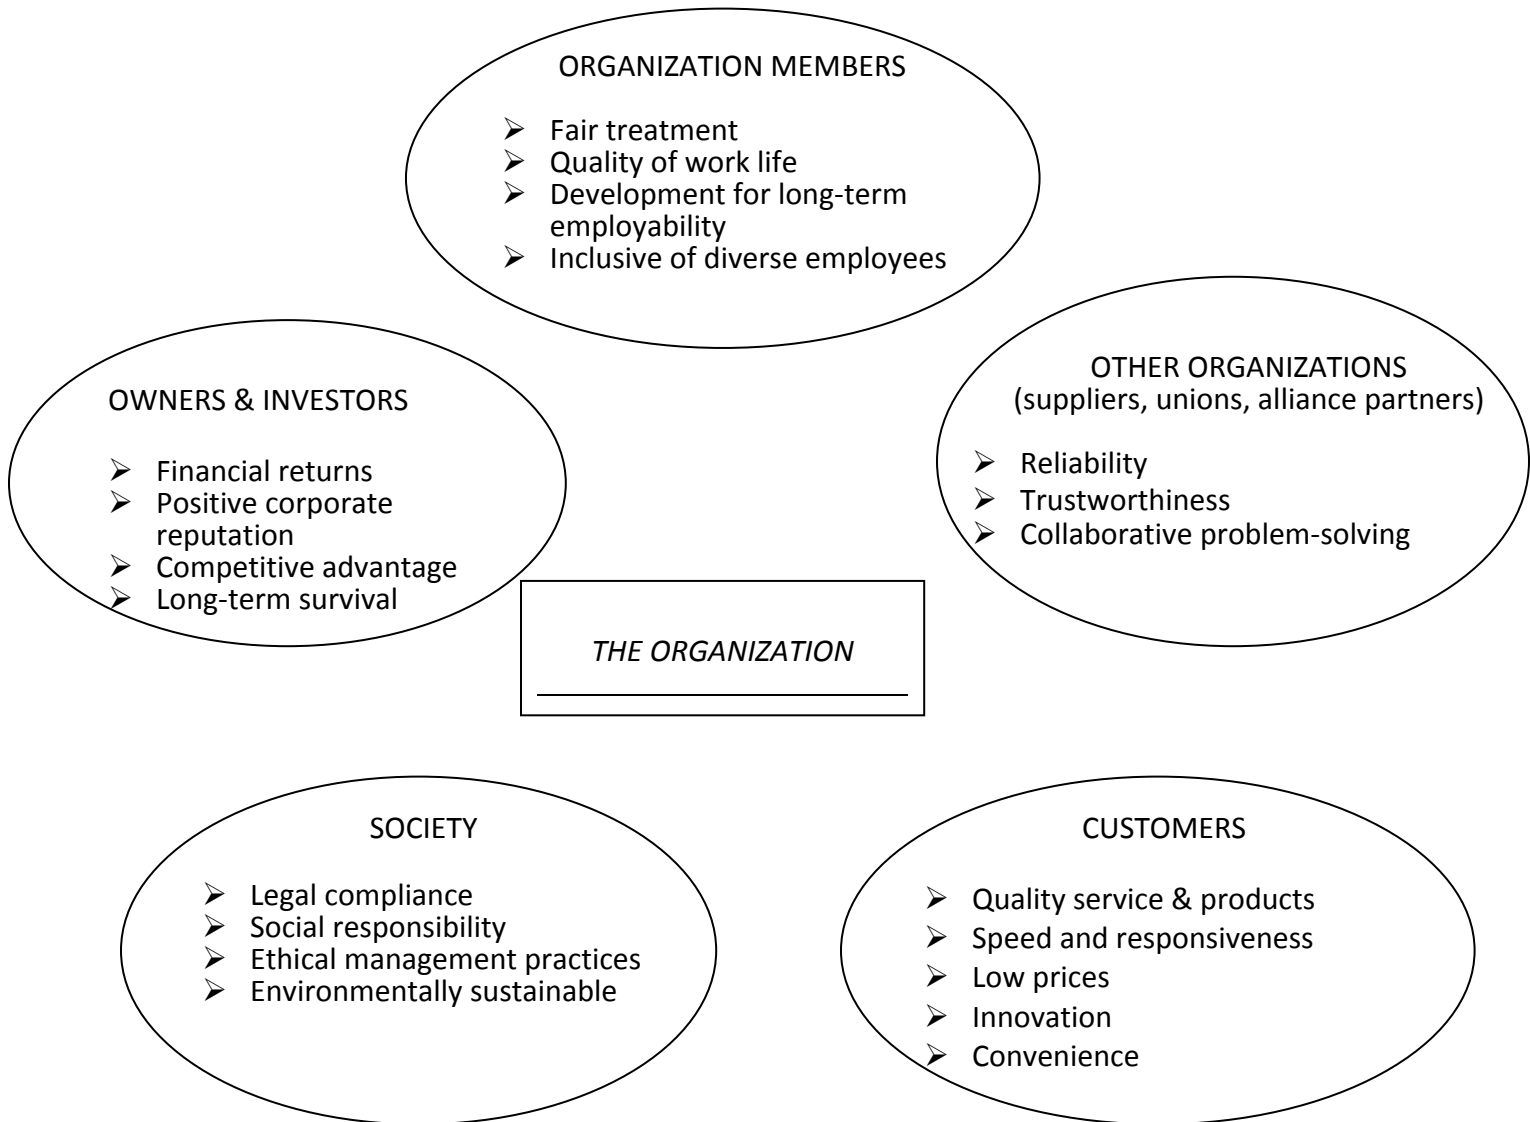 ORGANIZATION MEMBERS
➢ Fair treatment
➢ Quality of work life
➢ Development for long-term
employability
➢ Inclusive of diverse employees
OWNERS & INVESTORS
➢ Financial returns
➢ Positive corporate
reputation
➢ Competitive advantage
➢ Long-term survival
OTHER ORGANIZATIONS
(suppliers, unions, alliance partners)
➢ Reliability
➢ Trustworthiness
➢ Collaborative problem-solving
THE ORGANIZATION
SOCIETY
➢ Legal compliance
➢ Social responsibility
➢ Ethical management practices
➢ Environmentally sustainable
CUSTOMERS
➢ Quality service & products
➢ Speed and responsiveness
➢ Low prices
➢ Innovation
➢ Convenience